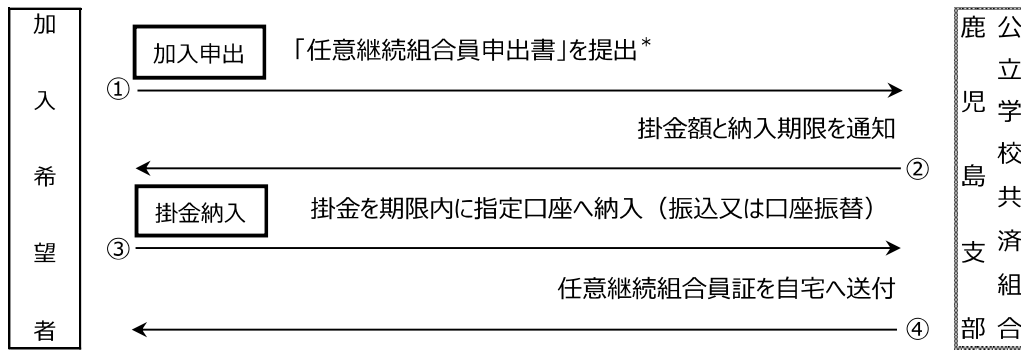 加入希望者
加入申出
「任意継続組合員申出書」を提出*
①
掛金額と納入期限を通知
②
掛金納入
掛金を期限内に指定口座へ納入（振込又は口座振替）
③
任意継続組合員証を自宅へ送付
④
公立学校共済組合
鹿児島支部